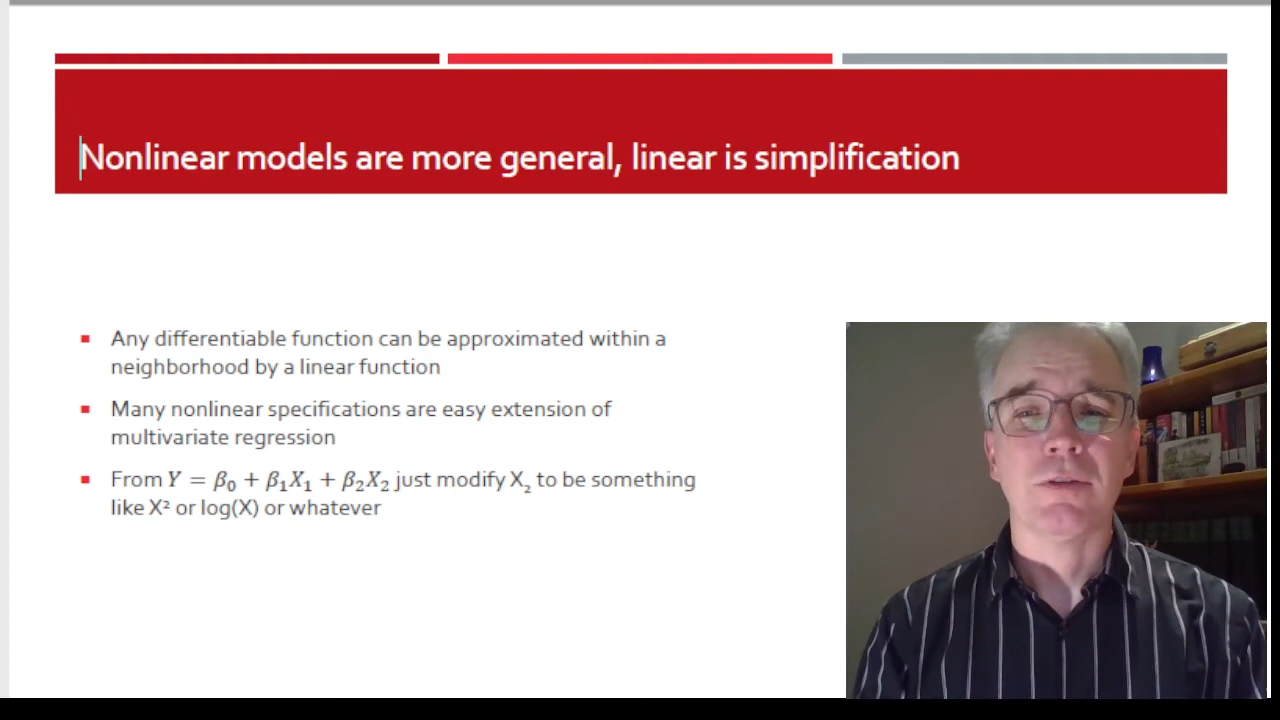 Nonlinear models are more general, linear is simplification
Any differentiable function can be approximated within a
neighborhood by a linear function
Many nonlinear specifications are easy extension of
multivariate regression
From Y = β₀ + β₁X₁ + β₂X₂ just modify X₂ to be something
like X² or log(X) or whatever